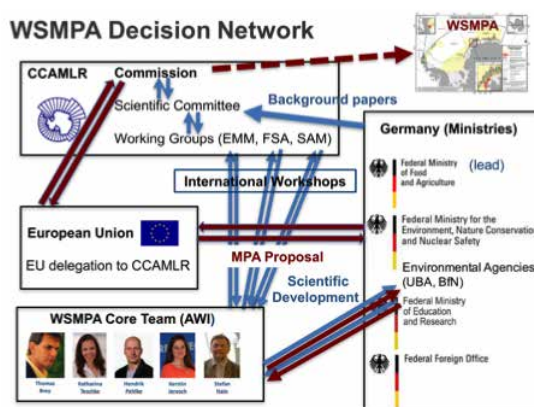 WSMPA Decision Network
WSMPA
CCAMLR
Commission
Scientific Committee
Working Groups (EMM, FSA, SAM)
Background papers
International Workshops
Germany (Ministries)
Federal Ministry
of Food
and Agriculture
(lead)
Federal Ministry for the
Environment, Nature Conservation
and Nuclear Safety
Environmental Agencies
(UBA, BfN)
Federal Ministry
of Education
and Research
Federal Foreign Office
European Union
EU delegation to CCAMLR
MPA Proposal
Scientific
Development
WSMPA Core Team (AWI)
Thomas
Brey
Katharina
Teschke
Hendrik
Pehlke
Kerstin
Jerosch
Stefan
Hain